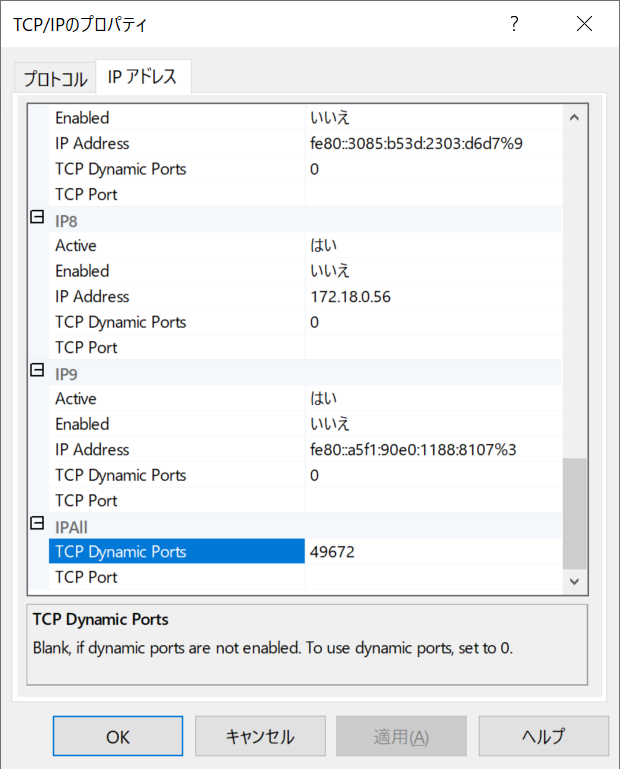 TCP/IPのプロパティ
?
プロトコル IP アドレス
Enabled いいえ
IP Address fe80::3085:b53d:2303:d6d7%9
TCP Dynamic Ports 0
TCP Port
IP8
Active はい
Enabled いいえ
IP Address 172.18.0.56
TCP Dynamic Ports 0
TCP Port
IP9
Active はい
Enabled いいえ
IP Address fe80::a5f1:90e0:1188:8107%3
TCP Dynamic Ports 0
TCP Port
IPAll
TCP Dynamic Ports 49672
TCP Port
TCP Dynamic Ports
Blank, if dynamic ports are not enabled. To use dynamic ports, set to 0.
OK キャンセル 適用(A) ヘルプ